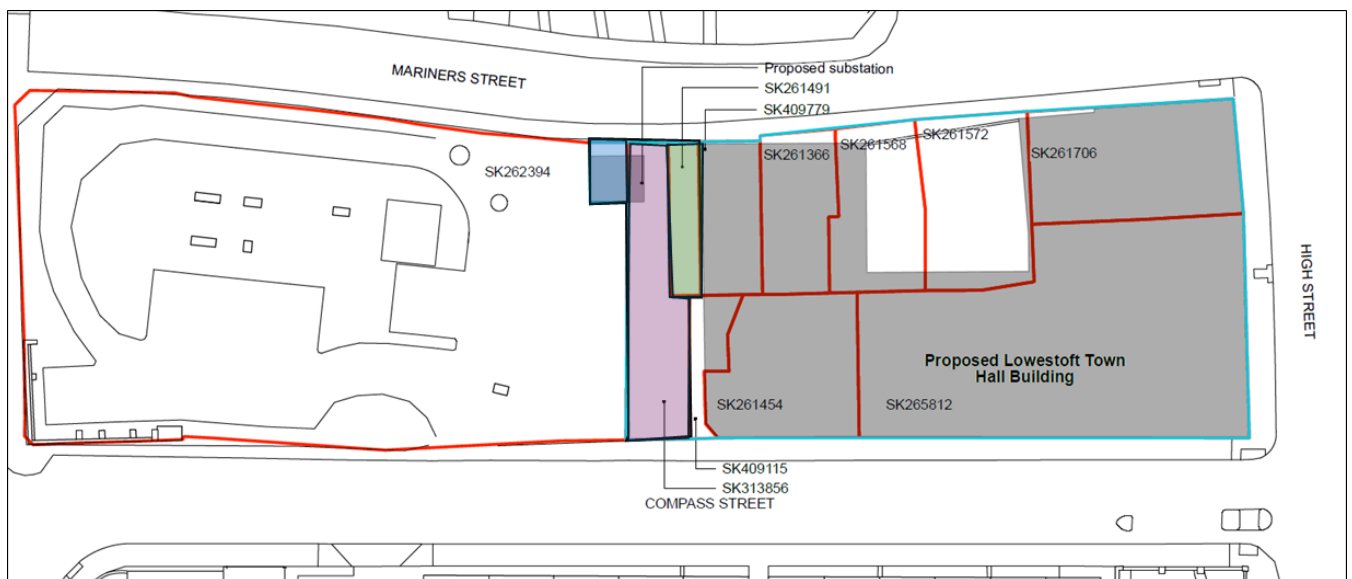 MARINERS STREET
Proposed substation
SK261491
SK409779
SK262394
SK261366
SK261568
SK261572
SK261706
HIGH STREET
Proposed Lowestoft Town
Hall Building
SK261454
SK265812
SK409115
SK313856
COMPASS STREET